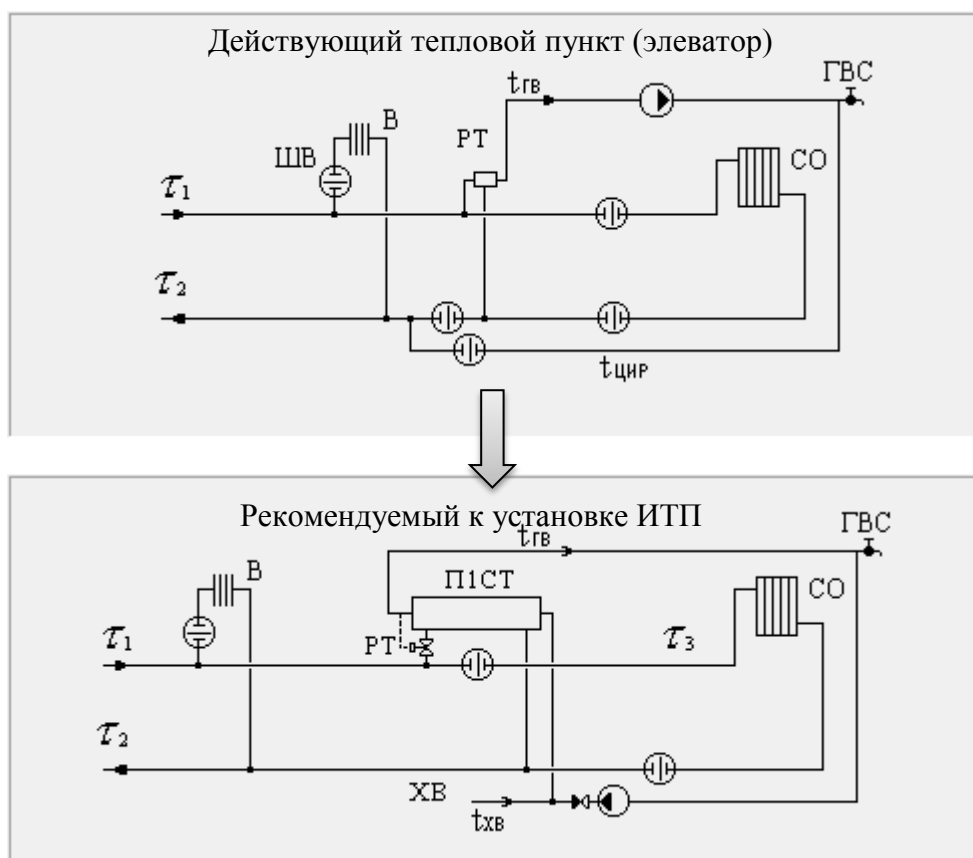 Действующий тепловой пункт (элеватор)
tгв
ГВС
В
РТ
ШВ
СО
τ1
τ2
tцир
Рекомендуемый к установке ИТП
tгв
ГВС
В
П1СТ
СО
τ1
РТ
τ3
τ2
ХВ
tхв